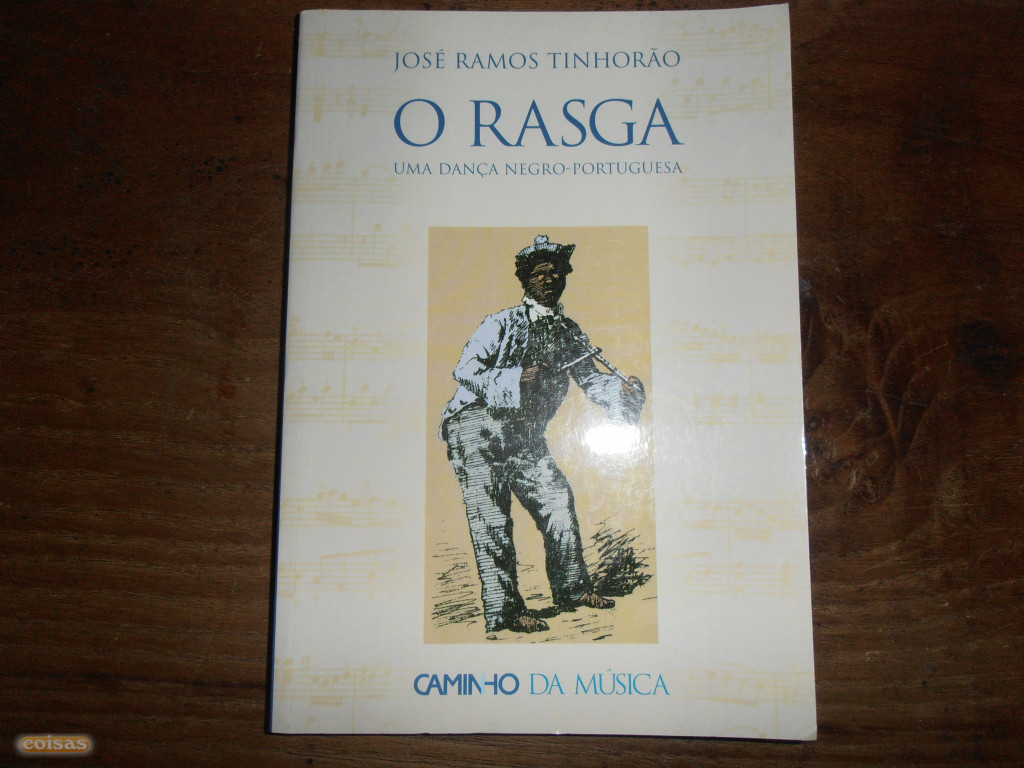 JOSÉ RAMOS TINHORÃO
O RASGA
UMA DANÇA NEGRO-PORTUGUESA
CAMINHO DA MÚSICA
coisas